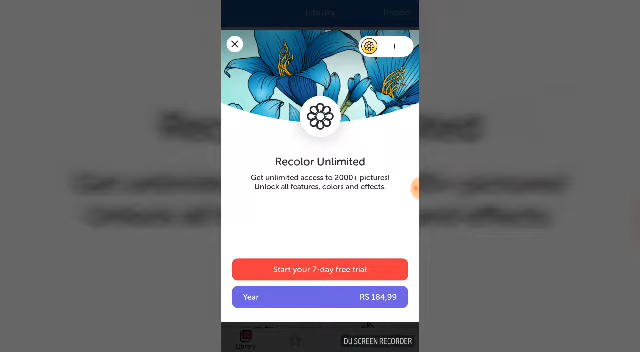 Library
Recolor Unlimited
Get unlimited access to 2000+ pictures!
Unlock all features, colors and effects.
Start your 7-day free trial
Year R$ 184,99
Library
DU SCREEN RECORDER